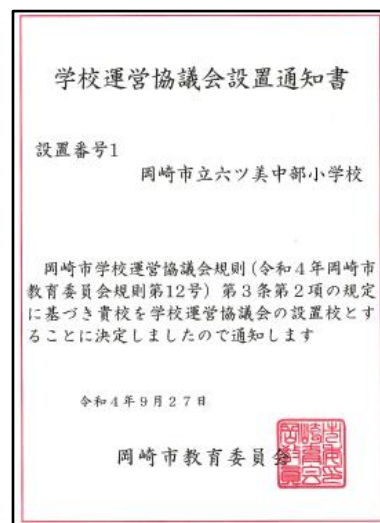 学校運営協議会設置通知書
設置番号1
岡崎市立六ツ美中部小学校
岡崎市学校運営協議会規則(令和4年岡崎市
教育委員会規則第12号)第3条第2項の規定
に基づき貴校を学校運営協議会の設置校とす
ることに決定しましたので通知します
令和4年9月27日
岡崎市教育委員会